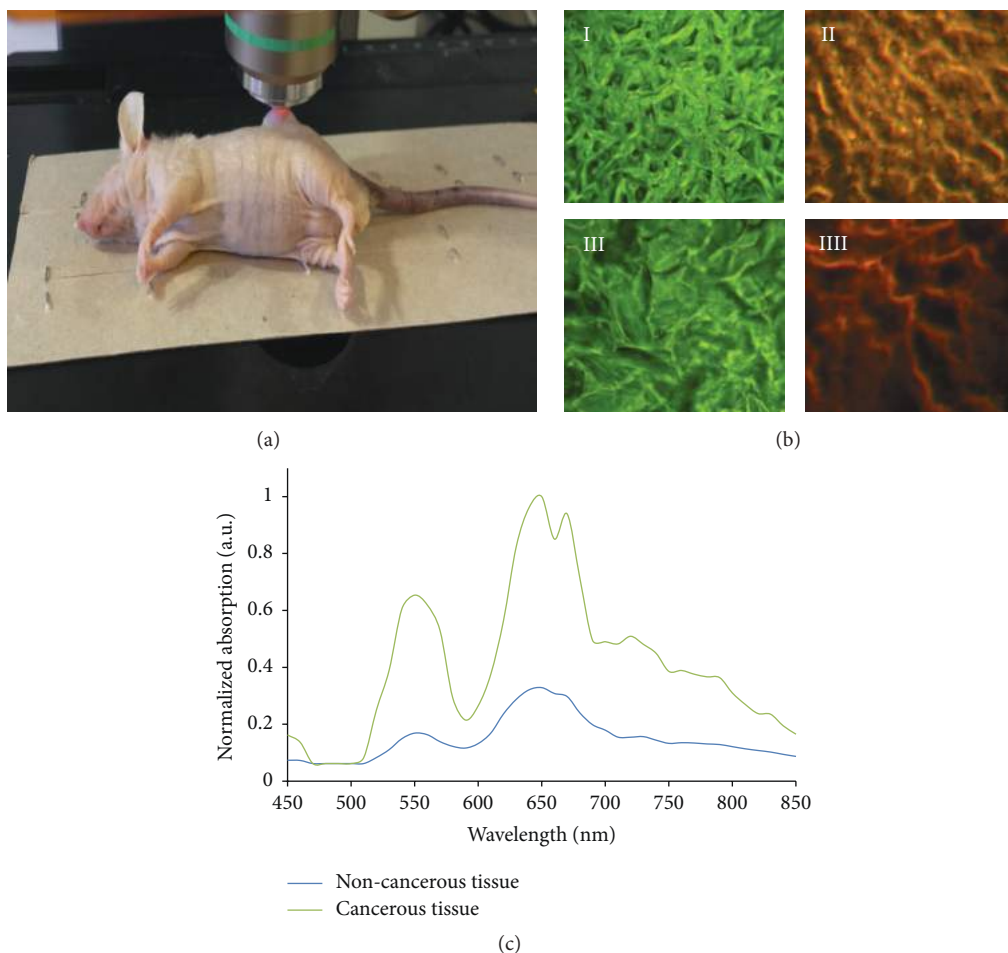 I
II
III
IIII
(a)
(b)
Normalized absorption (a.u.)
1
0.8
0.6
0.4
0.2
0
450 500 550 600 650 700 750 800 850
Wavelength (nm)
Non-cancerous tissue
Cancerous tissue
(c)